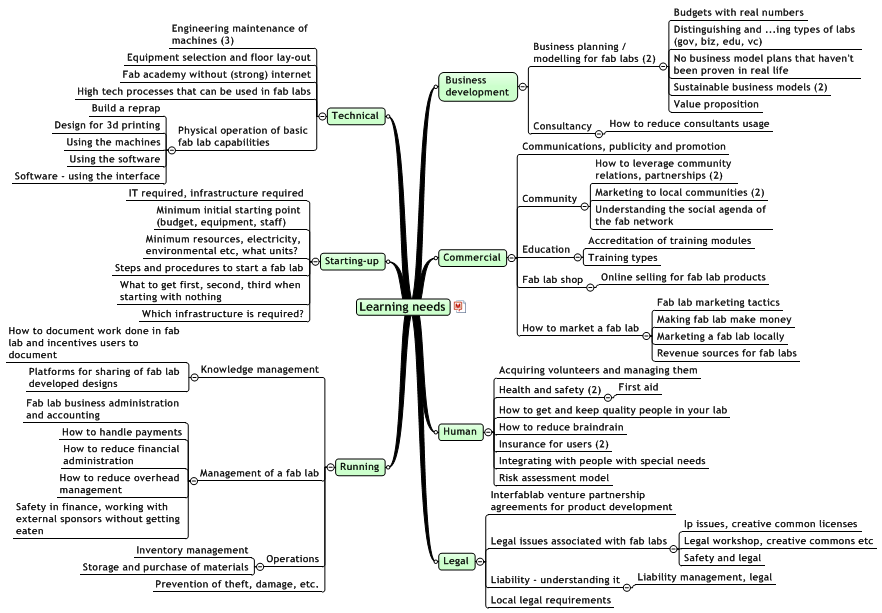 Learning needs
Technical
Engineering maintenance of
machines (3)
Equipment selection and floor lay-out
Fab academy without (strong) internet
High tech processes that can be used in fab labs
Physical operation of basic
fab lab capabilities
Build a reprap
Design for 3d printing
Using the machines
Using the software
Software - using the interface
Starting-up
IT required, infrastructure required
Minimum initial starting point
(budget, equipment, staff)
Minimum resources, electricity,
environmental etc, what units?
Steps and procedures to start a fab lab
What to get first, second, third when
starting with nothing
Which infrastructure is required?
Running
Knowledge management
How to document work done in fab
lab and incentives users to
document
Platforms for sharing of fab lab
developed designs
Management of a fab lab
Fab lab business administration
and accounting
How to handle payments
How to reduce financial
administration
How to reduce overhead
management
Safety in finance, working with
external sponsors without getting
eaten
Operations
Inventory management
Storage and purchase of materials
Prevention of theft, damage, etc.
Business
development
Business planning /
modelling for fab labs (2)
Budgets with real numbers
Distinguishing and ...ing types of labs
(gov, biz, edu, vc)
No business model plans that haven't
been proven in real life
Sustainable business models (2)
Value proposition
Consultancy
How to reduce consultants usage
Commercial
Communications, publicity and promotion
Community
How to leverage community
relations, partnerships (2)
Marketing to local communities (2)
Understanding the social agenda of
the fab network
Education
Accreditation of training modules
Training types
Fab lab shop
Online selling for fab lab products
How to market a fab lab
Fab lab marketing tactics
Making fab lab make money
Marketing a fab lab locally
Revenue sources for fab labs
Human
Acquiring volunteers and managing them
Health and safety (2)
First aid
How to get and keep quality people in your lab
How to reduce braindrain
Insurance for users (2)
Integrating with people with special needs
Risk assessment model
Legal
Interfablab venture partnership
agreements for product development
Legal issues associated with fab labs
Ip issues, creative common licenses
Legal workshop, creative commons etc
Safety and legal
Liability - understanding it
Liability management, legal
Local legal requirements